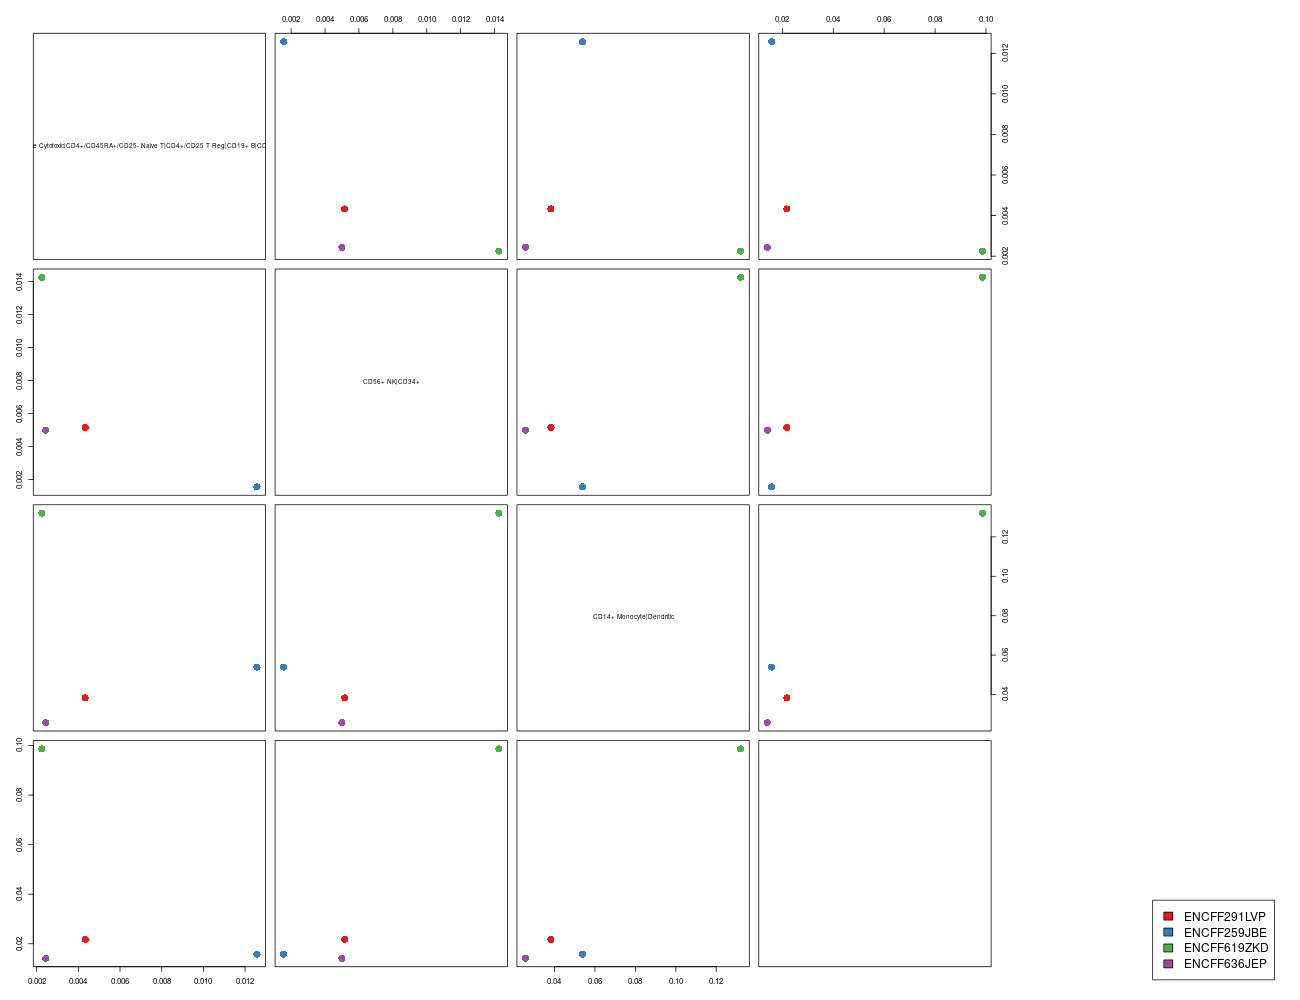 0.002 0.004 0.006 0.008 0.010 0.012 0.014
0.02 0.04 0.06 0.08 0.10
e Cytotoxic|CD4+/CD45RA+/CD25- Naive T|CD4+/CD25 T Reg|CD19+ B|CD
0.002 0.004 0.006 0.008 0.010 0.012
0.002 0.004 0.006 0.008 0.010 0.012 0.014
CD56+ NK|CD34+
CD14+ Monocyte|Dendritic
0.04 0.06 0.08 0.10 0.12
0.02 0.04 0.06 0.08 0.10
0.002 0.004 0.006 0.008 0.010 0.012
0.04 0.06 0.08 0.10 0.12
ENCFF291LVP
ENCFF259JBE
ENCFF619ZKD
ENCFF636JEP